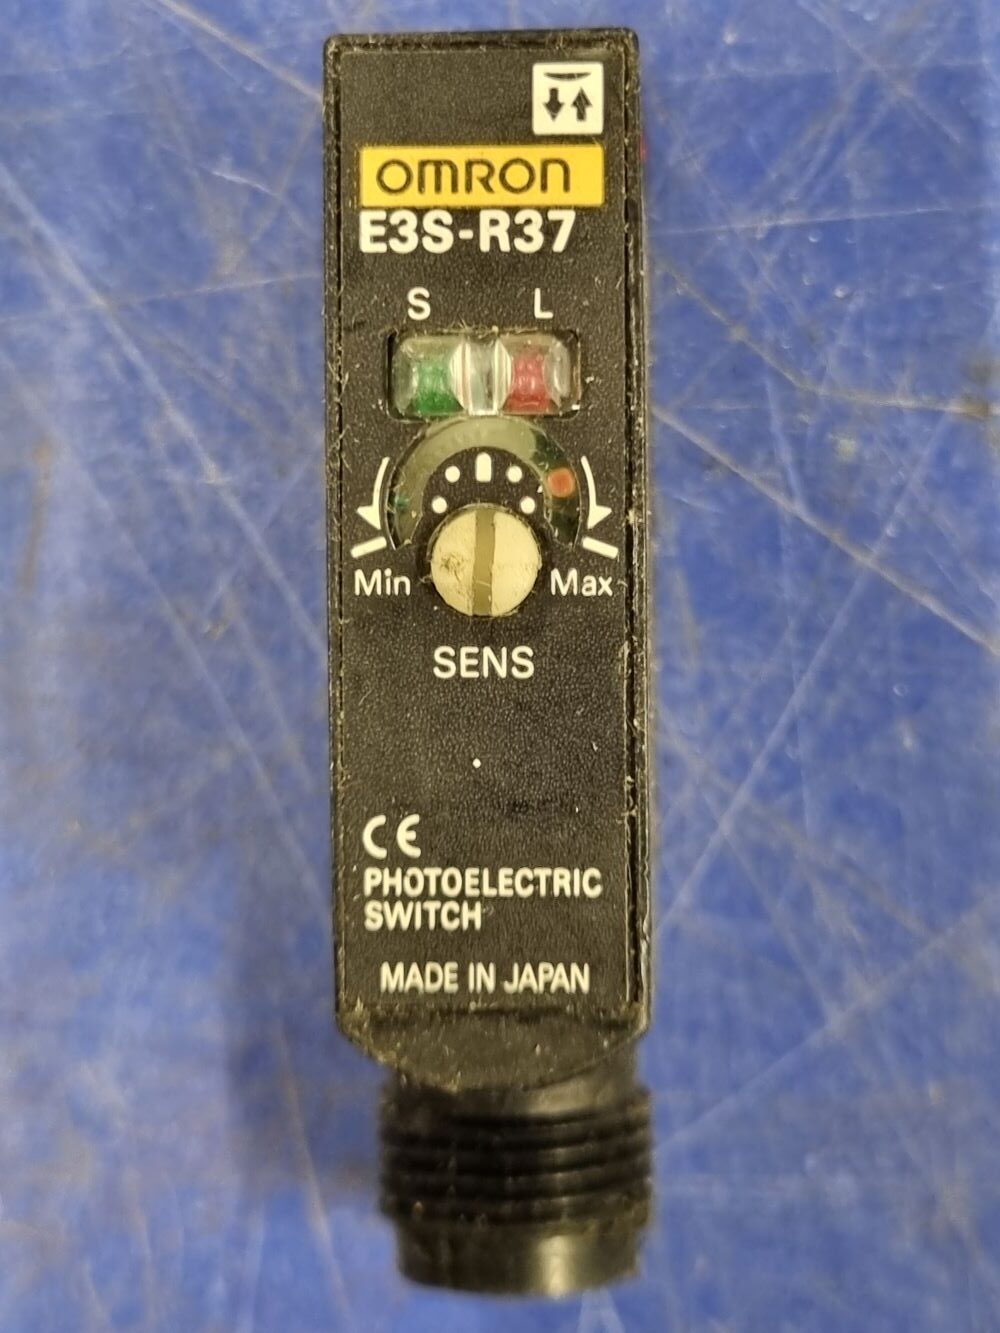 OMRON
E3S-R37
S L
Min Max
SENS
CE
PHOTOELECTRIC
SWITCH
MADE IN JAPAN